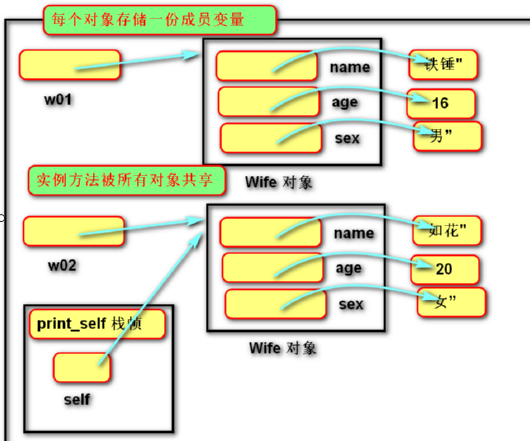 每个对象存储一份成员变量
name
铁锤"
w01
age
16
sex
男"
实例方法被所有对象共享
Wife 对象
name
如花"
w02
age
20
sex
女"
print_self 栈帧
Wife 对象
self